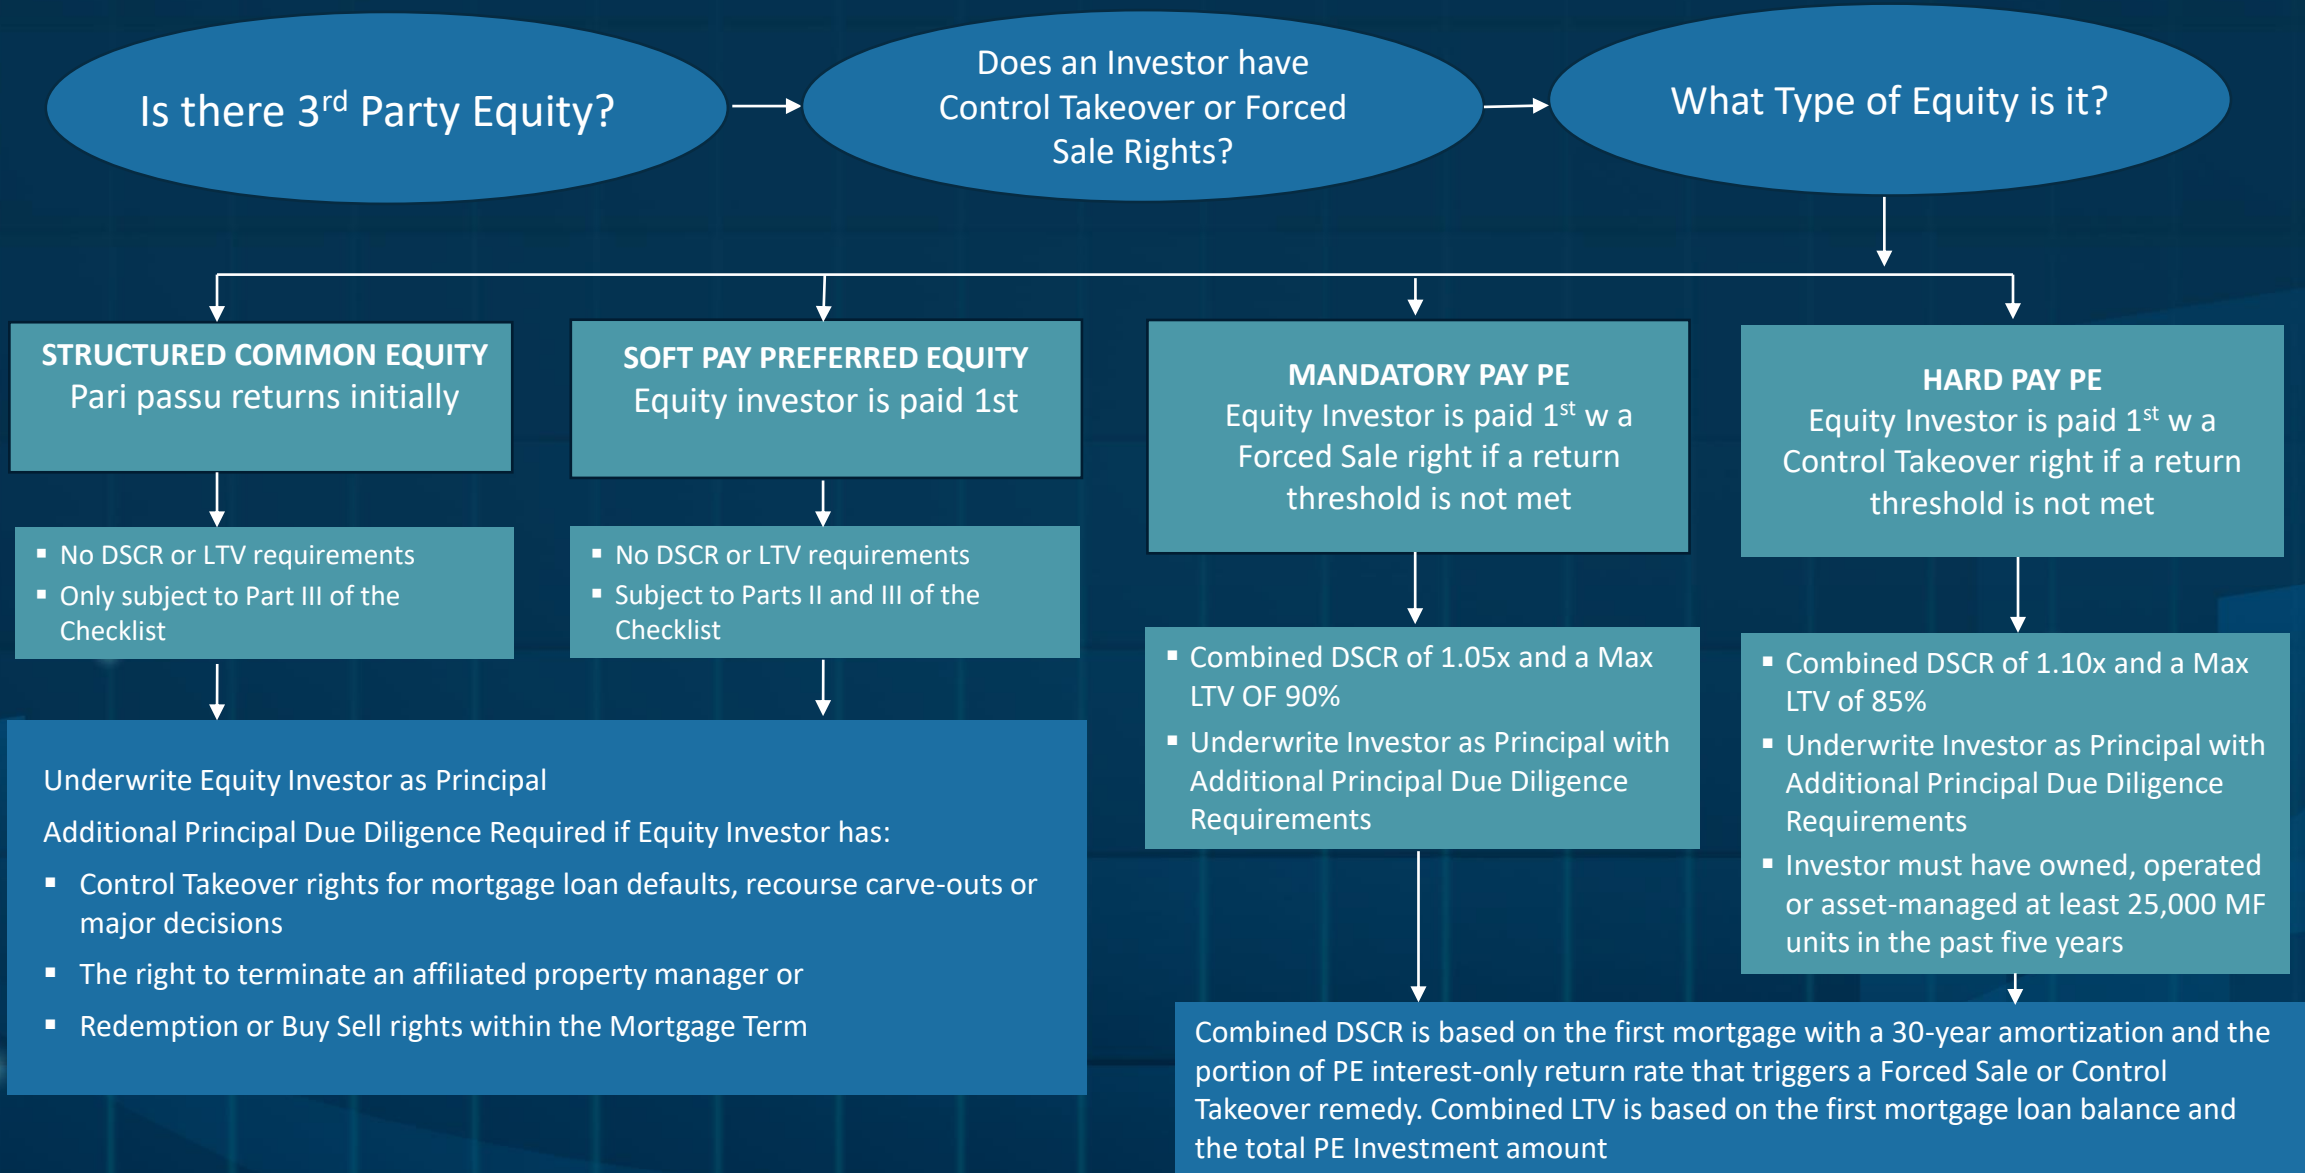 Is there 3rd Party Equity?
Does an Investor have
Control Takeover or Forced
Sale Rights?
What Type of Equity is it?
STRUCTURED COMMON EQUITY
Pari passu returns initially
SOFT PAY PREFERRED EQUITY
Equity investor is paid 1st
MANDATORY PAY PE
Equity Investor is paid 1st w a
Forced Sale right if a return
threshold is not met
HARD PAY PE
Equity Investor is paid 1st w a
Control Takeover right if a return
threshold is not met
▪ No DSCR or LTV requirements
▪ Only subject to Part III of the
Checklist
▪ No DSCR or LTV requirements
▪ Subject to Parts II and III of the
Checklist
▪ Combined DSCR of 1.05x and a Max
LTV OF 90%
▪ Underwrite Investor as Principal with
Additional Principal Due Diligence
Requirements
▪ Combined DSCR of 1.10x and a Max
LTV of 85%
▪ Underwrite Investor as Principal with
Additional Principal Due Diligence
Requirements
▪ Investor must have owned, operated
or asset-managed at least 25,000 MF
units in the past five years
Underwrite Equity Investor as Principal
Additional Principal Due Diligence Required if Equity Investor has:
▪ Control Takeover rights for mortgage loan defaults, recourse carve-outs or
major decisions
▪ The right to terminate an affiliated property manager or
▪ Redemption or Buy Sell rights within the Mortgage Term
Combined DSCR is based on the first mortgage with a 30-year amortization and the
portion of PE interest-only return rate that triggers a Forced Sale or Control
Takeover remedy. Combined LTV is based on the first mortgage loan balance and
the total PE Investment amount